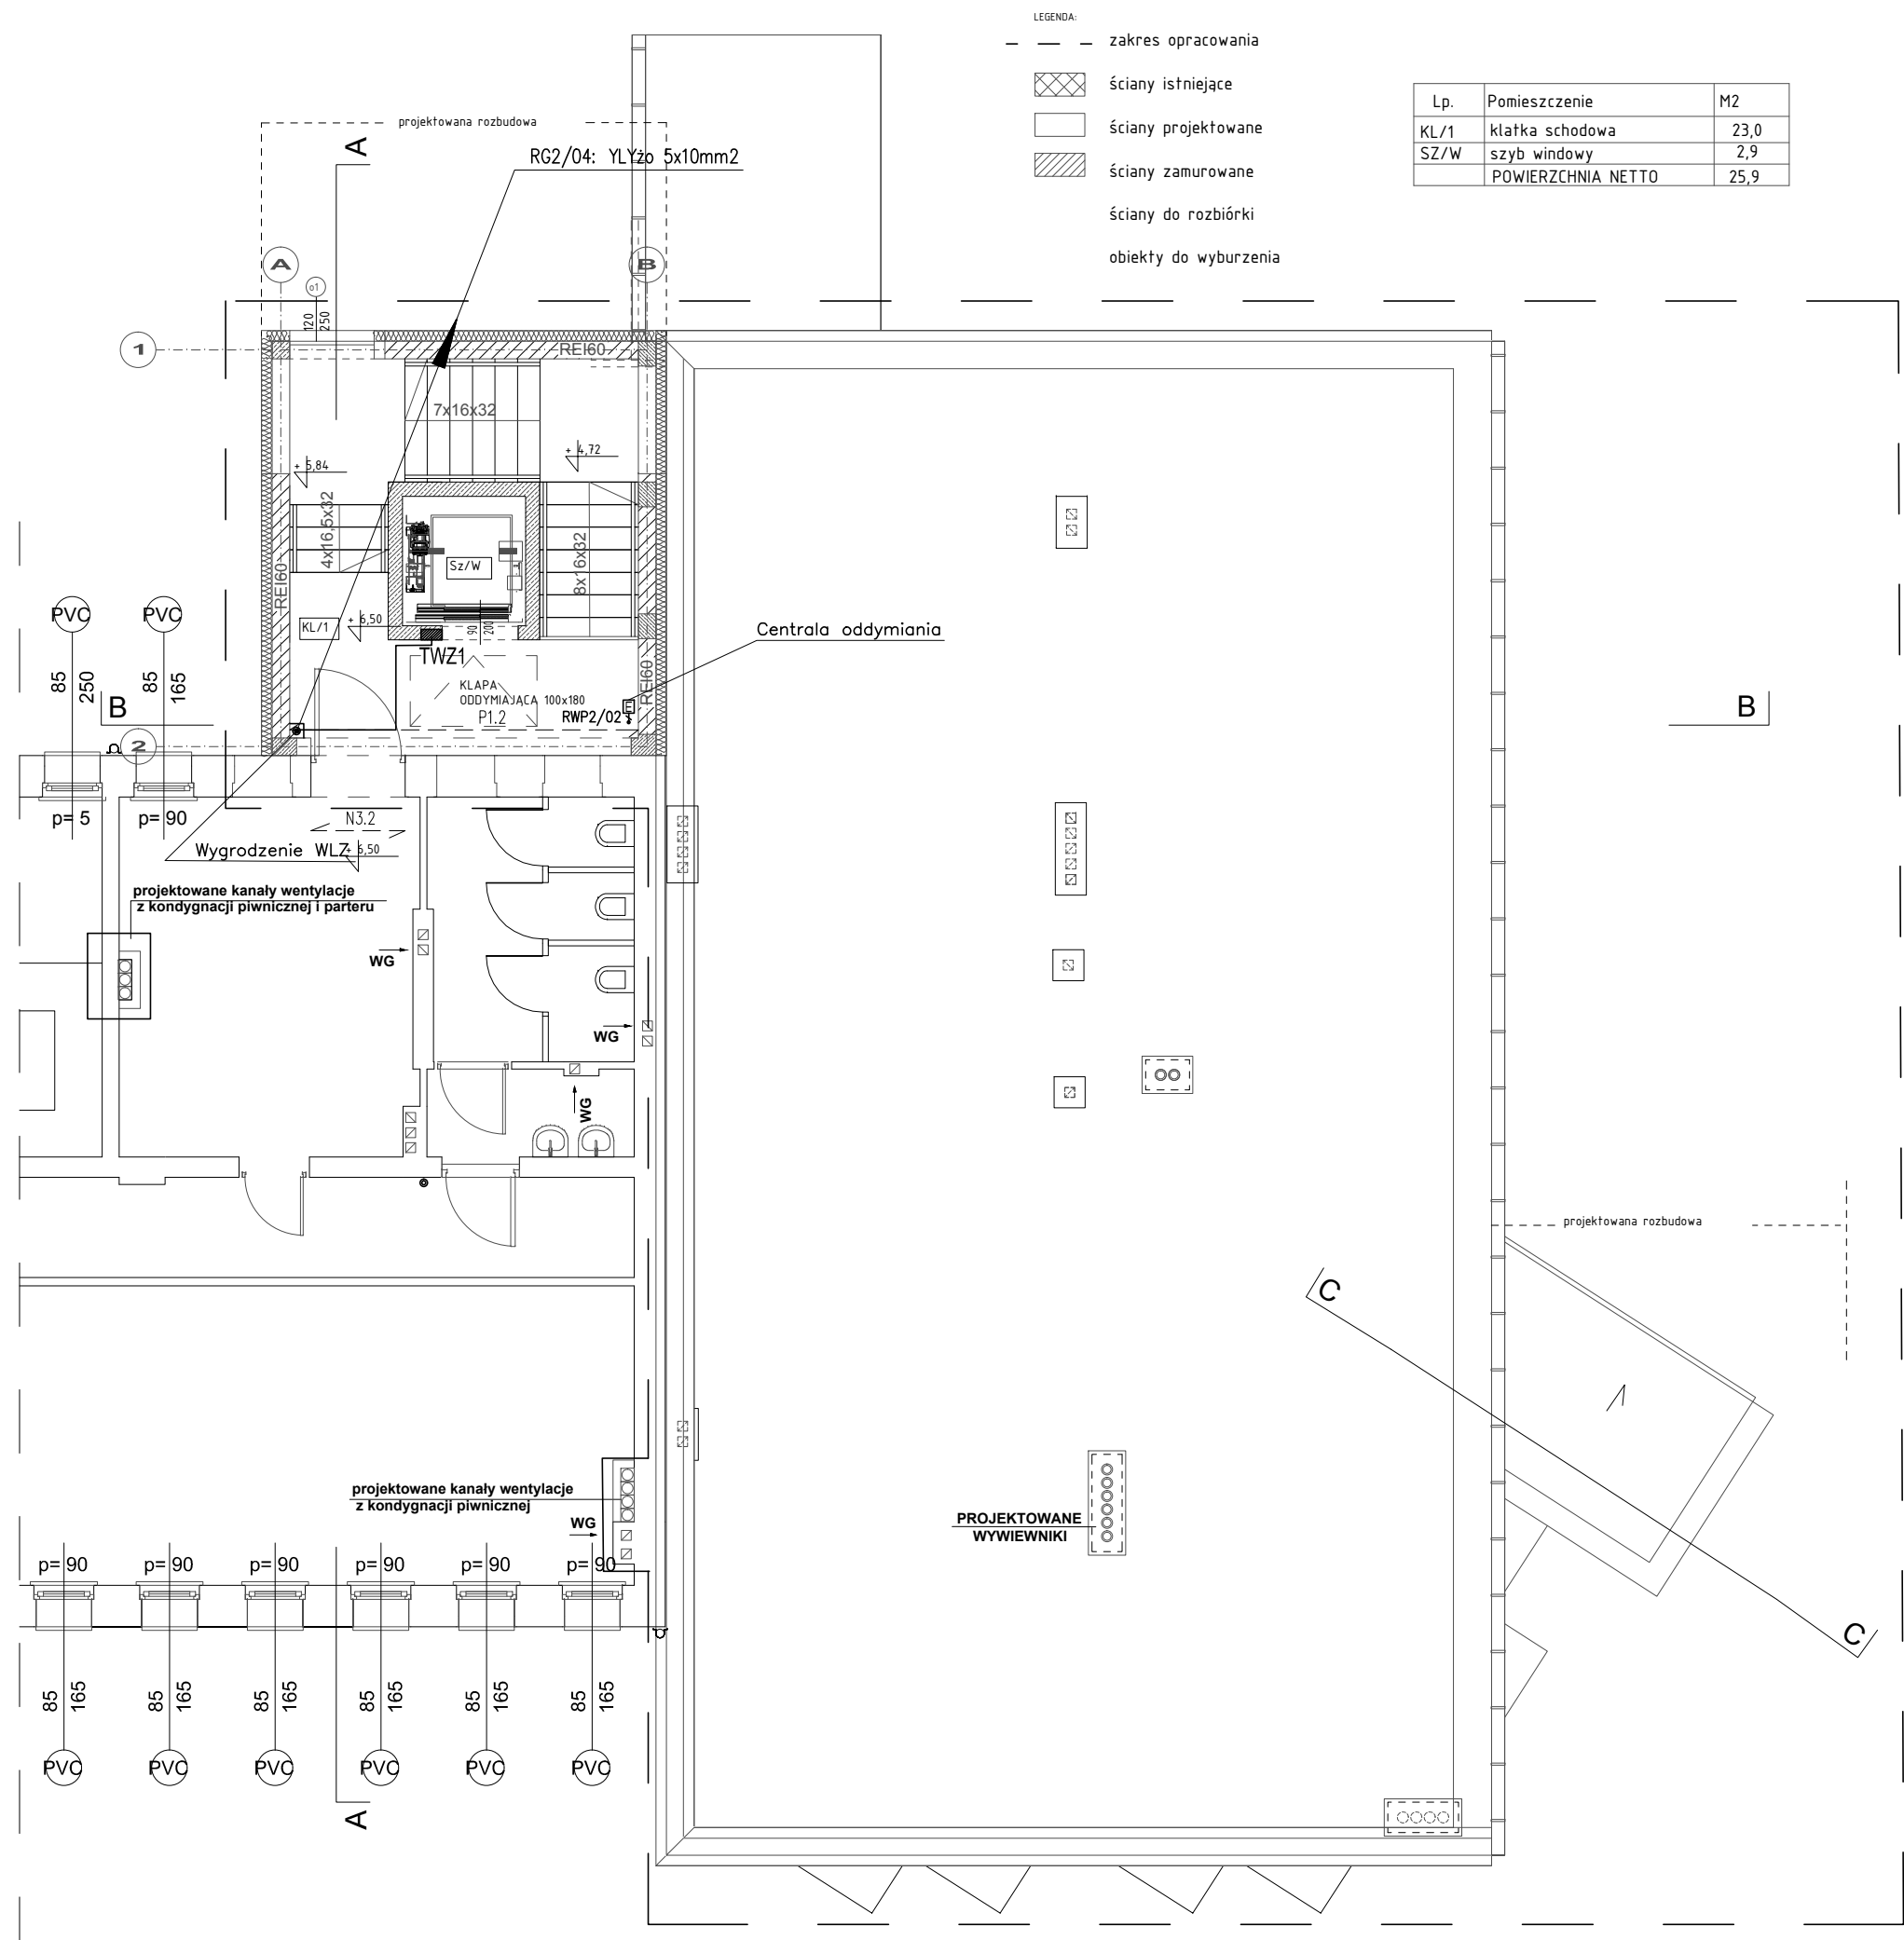 LEGENDA:
zakres opracowania
ściany istniejące
ściany projektowane
ściany zamurowane
ściany do rozbiórki
obiekty do wyburzenia
Lp. Pomieszczenie M2
KL/1 klatka schodowa 23,0
SZ/W szyb windowy 2,9
POWIERZCHNIA NETTO 25,9
projektowana rozbudowa
A
RG2/04: YLYżo 5x10mm2
A
B
o1
120
250
1
REI60
7x16x32
+ 5,84
+ 4,72
4x16,5x32
REI60
Sz/W
8x16x32
KL/1
+ 6,50
90
200
TWZ1
KLAPA
ODDYMIAJĄCA 100x180
P1.2
RWP2/02
REI60
Centrala oddymiania
PVC
PVC
85
250
85
165
B
B
2
p= 5
p= 90
N3.2
Wygrodzenie WLZ
+ 6,50
projektowane kanały wentylacje
z kondygnacji piwnicznej i parteru
WG
WG
WG
projektowana rozbudowa
C
C
projektowane kanały wentylacje
z kondygnacji piwnicznej
WG
PROJEKTOWANE
WYWIEWNIKI
p= 90
p= 90
p= 90
p= 90
p= 90
p= 90
85
165
85
165
85
165
85
165
85
165
85
165
PVC
PVC
PVC
PVC
PVC
PVC
A